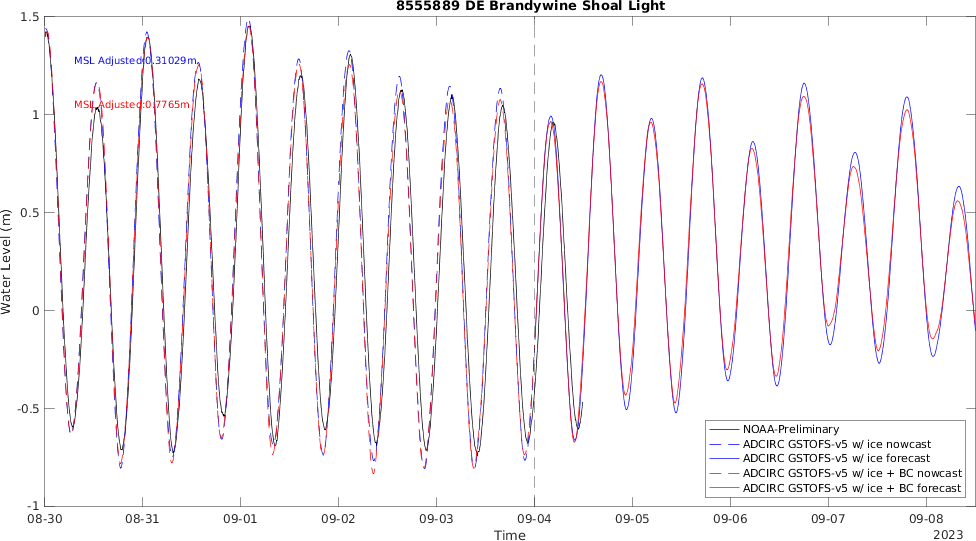 8555889 DE Brandywine Shoal Light
MSL Adjusted:0.31029m
MSL Adjusted:0.7765m
Water Level (m)
1.5
1
0.5
0
-0.5
-1
08-30 08-31 09-01 09-02 09-03 09-04 09-05 09-06 09-07 09-08
Time
2023
NOAA-Preliminary
ADCIRC GSTOFS-v5 w/ ice nowcast
ADCIRC GSTOFS-v5 w/ ice forecast
ADCIRC GSTOFS-v5 w/ ice + BC nowcast
ADCIRC GSTOFS-v5 w/ ice + BC forecast